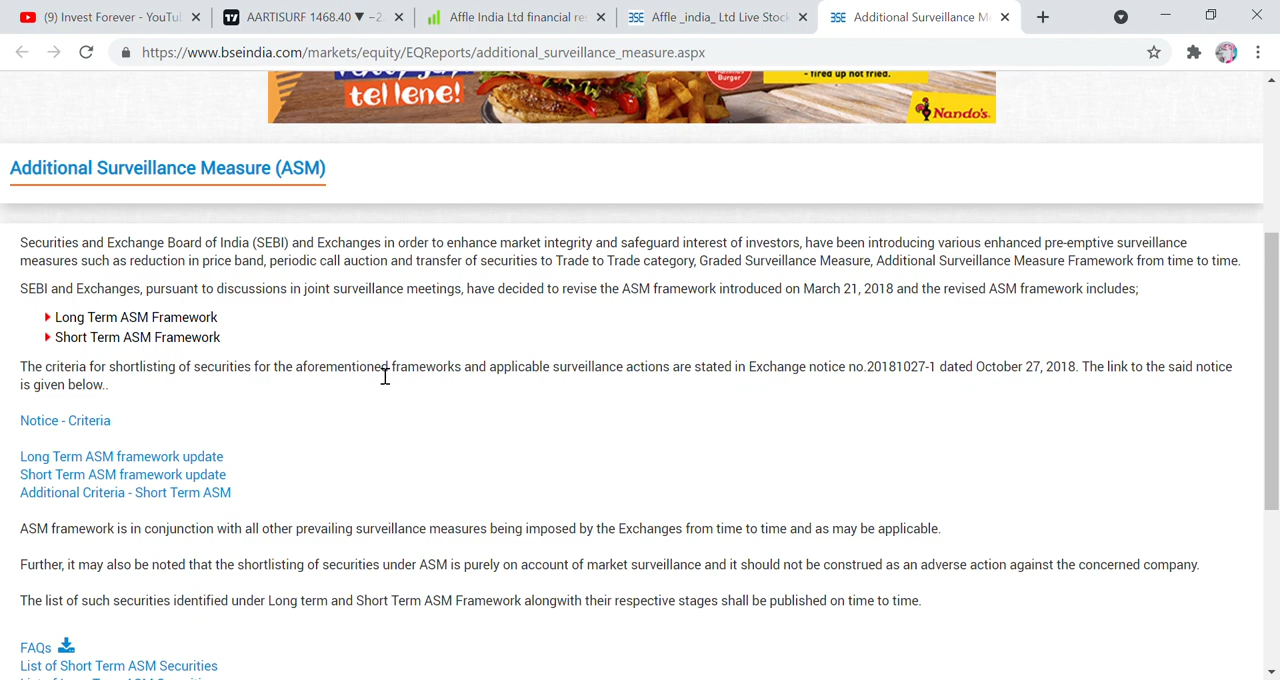 (9) Invest Forever - YouTu
AARTISURF 1468.40 ▼ −2
Affle India Ltd financial re
Affle _india_ Ltd Live Stock
Additional Surveillance M
https://www.bseindia.com/markets/equity/EQReports/additional_surveillance_measure.aspx
tellene!
Burger
- fired up not fried.
Nando's.
Additional Surveillance Measure (ASM)
Securities and Exchange Board of India (SEBI) and Exchanges in order to enhance market integrity and safeguard interest of investors, have been introducing various enhanced pre-emptive surveillance
measures such as reduction in price band, periodic call auction and transfer of securities to Trade to Trade category, Graded Surveillance Measure, Additional Surveillance Measure Framework from time to time.
SEBI and Exchanges, pursuant to discussions in joint surveillance meetings, have decided to revise the ASM framework introduced on March 21, 2018 and the revised ASM framework includes;
Long Term ASM Framework
Short Term ASM Framework
The criteria for shortlisting of securities for the aforementioned frameworks and applicable surveillance actions are stated in Exchange notice no.20181027-1 dated October 27, 2018. The link to the said notice
is given below..
Notice - Criteria
Long Term ASM framework update
Short Term ASM framework update
Additional Criteria - Short Term ASM
ASM framework is in conjunction with all other prevailing surveillance measures being imposed by the Exchanges from time to time and as may be applicable.
Further, it may also be noted that the shortlisting of securities under ASM is purely on account of market surveillance and it should not be construed as an adverse action against the concerned company.
The list of such securities identified under Long term and Short Term ASM Framework alongwith their respective stages shall be published on time to time.
FAQs
List of Short Term ASM Securities